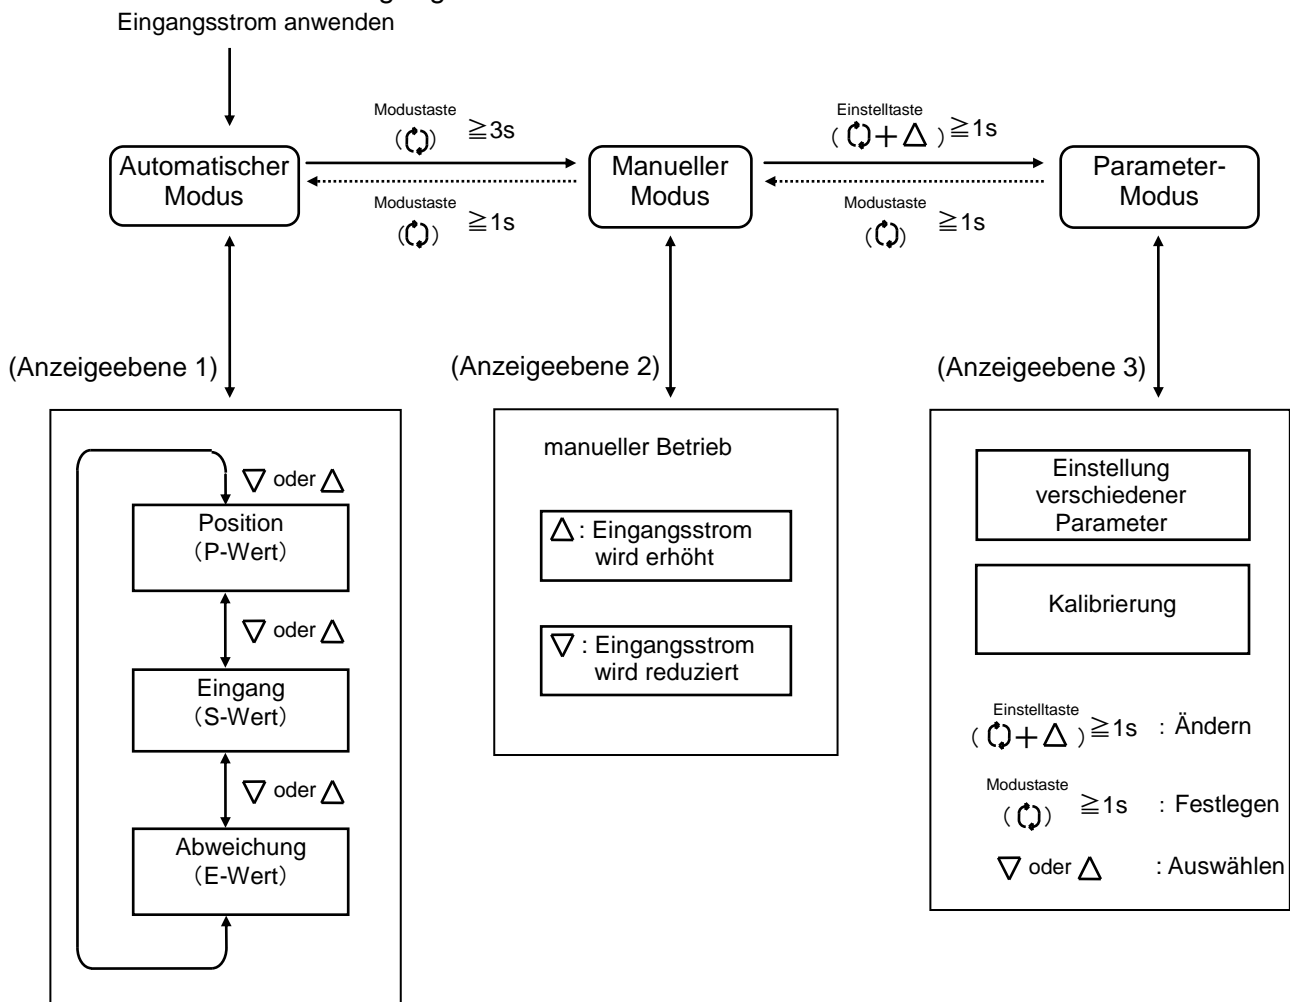 Eingangsstrom anwenden
Modustaste
( ) ≧3s
Einstelltaste
( + △ ) ≧1s
Automatischer
Modus
Manueller
Modus
Parameter-
Modus
Modustaste
( ) ≧1s
Modustaste
( ) ≧1s
(Anzeigeebene 1)
(Anzeigeebene 2)
(Anzeigeebene 3)
▽ oder △
Position
(P-Wert)
▽ oder △
Eingang
(S-Wert)
▽ oder △
Abweichung
(E-Wert)
manueller Betrieb
△ : Eingangsstrom
wird erhöht
▽ : Eingangsstrom
wird reduziert
Einstellung
verschiedener
Parameter
Kalibrierung
Einstelltaste
( + △ ) ≧1s : Ändern
Modustaste
( ) ≧1s : Festlegen
▽ oder △ : Auswählen